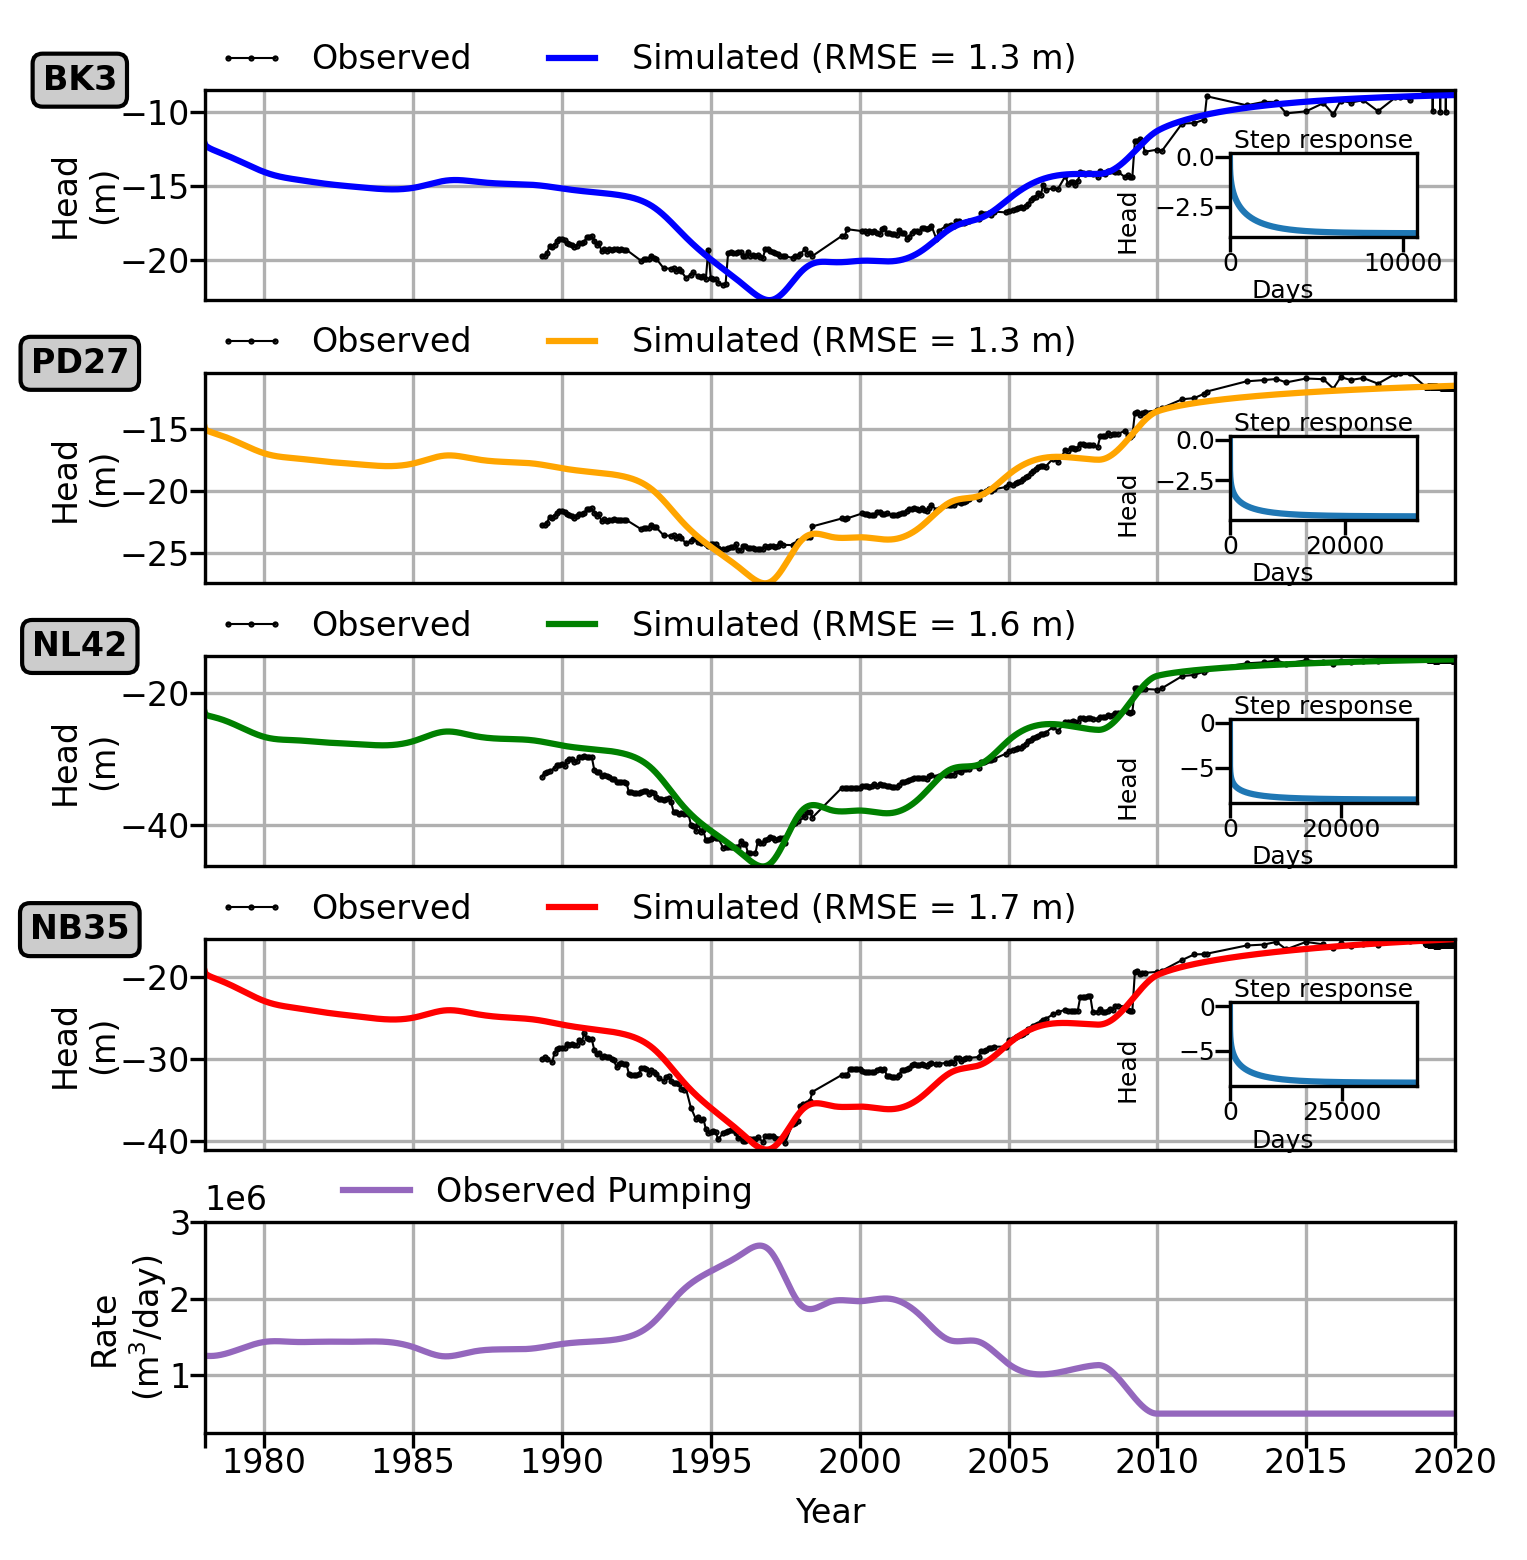 BK3
Observed
Simulated (RMSE = 1.3 m)
−10
−15
−20
Head
(m)
Step response
0.0
−2.5
Head
0
10000
Days
PD27
Observed
Simulated (RMSE = 1.3 m)
−15
−20
−25
Head
(m)
Step response
0.0
−2.5
Head
0
20000
Days
NL42
Observed
Simulated (RMSE = 1.6 m)
−20
−40
Head
(m)
Step response
0
−5
Head
0
20000
Days
NB35
Observed
Simulated (RMSE = 1.7 m)
−20
−30
−40
Head
(m)
Step response
0
−5
Head
0
25000
Days
1e6
Observed Pumping
3
2
1
Rate
(m³/day)
1980 1985 1990 1995 2000 2005 2010 2015 2020
Year